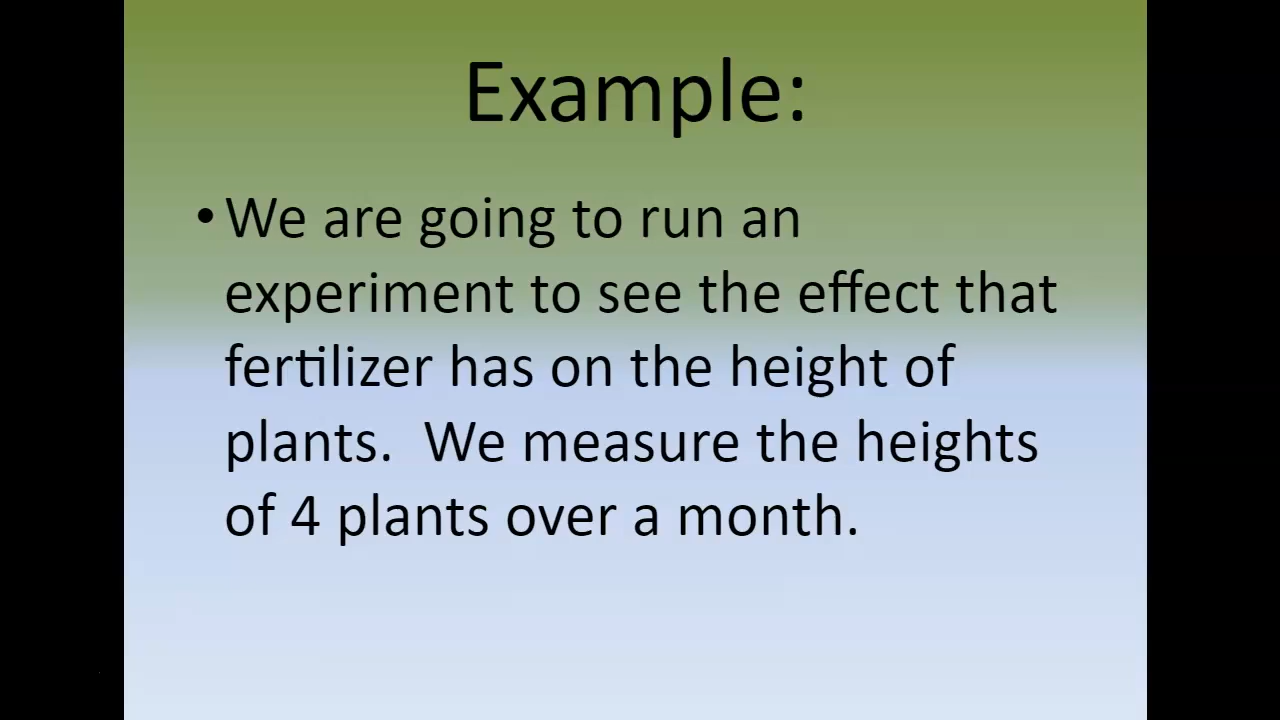 Example:
• We are going to run an
experiment to see the effect that
fertilizer has on the height of
plants.  We measure the heights
of 4 plants over a month.